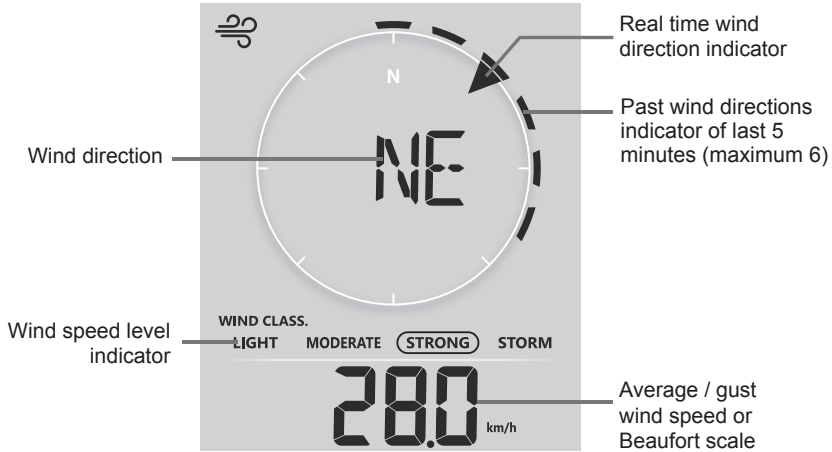 Real time wind
direction indicator
N
Past wind directions
indicator of last 5
minutes (maximum 6)
Wind direction
NE
WIND CLASS.
Wind speed level
indicator
LIGHT MODERATE STRONG STORM
28.0 km/h
Average / gust
wind speed or
Beaufort scale